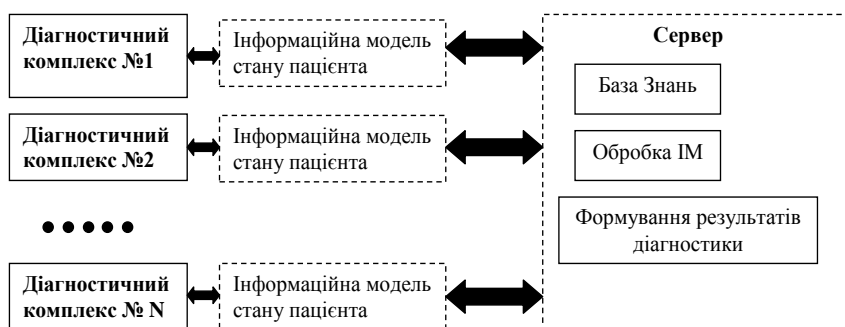 Діагностичний
комплекс №1
Інформаційна модель
стану пацієнта
Сервер
База Знань
Діагностичний
комплекс №2
Інформаційна модель
стану пацієнта
Обробка ІМ
Формування результатів
діагностики
Діагностичний
комплекс № N
Інформаційна модель
стану пацієнта